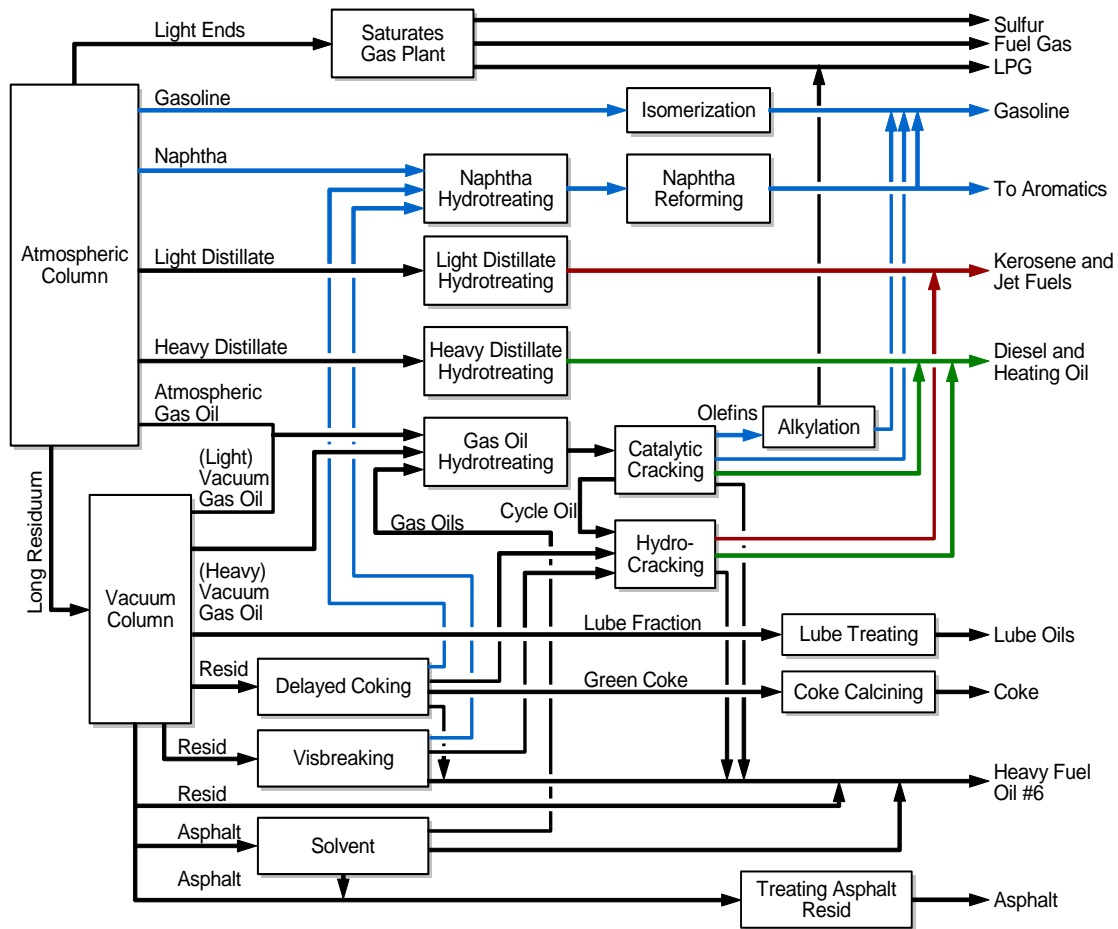 Light Ends
Saturates
Gas Plant
Sulfur
Fuel Gas
LPG
Gasoline
Isomerization
Gasoline
Naphtha
Naphtha
Hydrotreating
Naphtha
Reforming
To Aromatics
Atmospheric
Column
Light Distillate
Light Distillate
Hydrotreating
Kerosene and
Jet Fuels
Heavy Distillate
Heavy Distillate
Hydrotreating
Diesel and
Heating Oil
Atmospheric
Gas Oil
Gas Oil
Hydrotreating
Catalytic
Cracking
Olefins
Alkylation
(Light)
Vacuum
Gas Oil
Long Residuum
Gas Oils
Cycle Oil
Hydro-
Cracking
(Heavy)
Vacuum
Gas Oil
Vacuum
Column
Lube Fraction
Lube Treating
Lube Oils
Resid
Delayed Coking
Green Coke
Coke Calcining
Coke
Resid
Visbreaking
Heavy Fuel
Oil #6
Resid
Asphalt
Solvent
Asphalt
Treating Asphalt
Resid
Asphalt